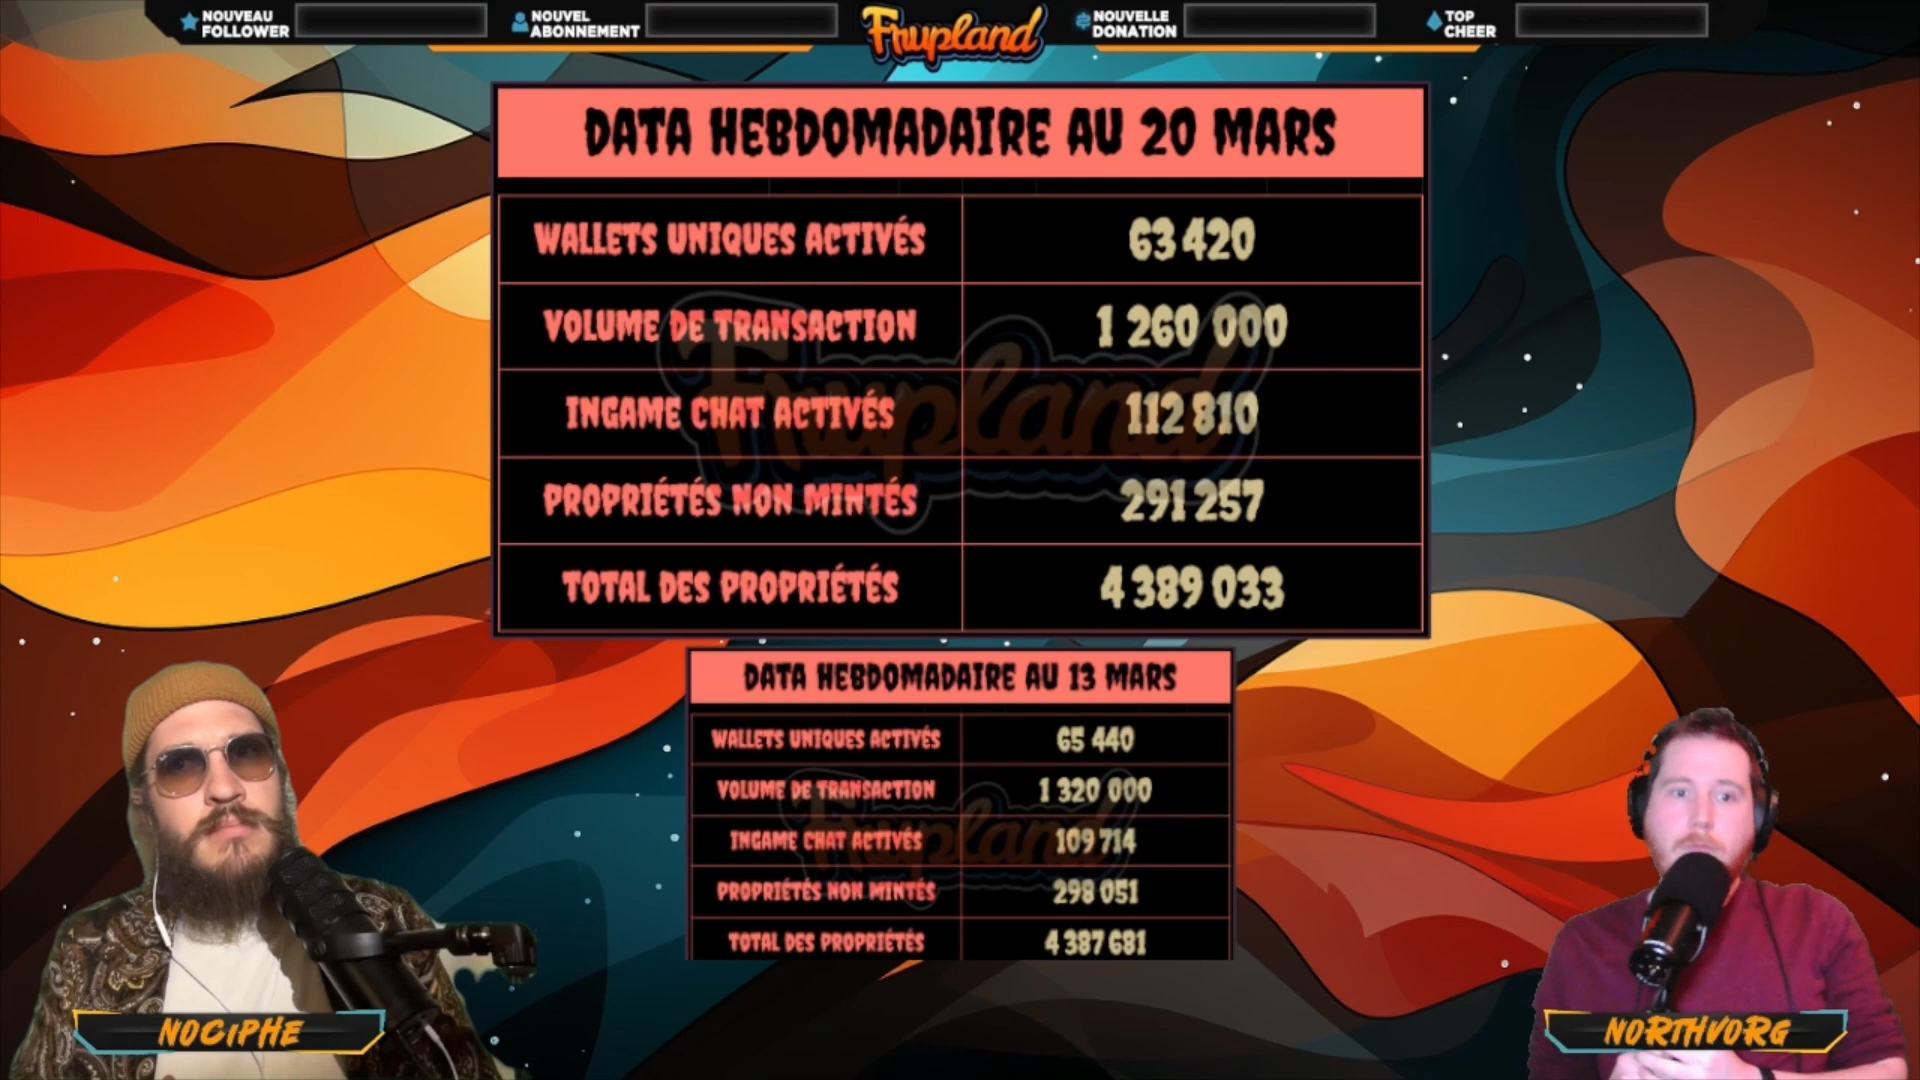 NOUVEAU FOLLOWER
NOUVEL ABONNEMENT
Frupland
NOUVELLE DONATION
TOP CHEER
DATA HEBDOMADAIRE AU 20 MARS
WALLETS UNIQUES ACTIVÉS 63 420
VOLUME DE TRANSACTION 1 260 000
INGAME CHAT ACTIVÉS 112 810
PROPRIÉTÉS NON MINTÉS 291 257
TOTAL DES PROPRIÉTÉS 4 389 033
Frupland
DATA HEBDOMADAIRE AU 13 MARS
WALLETS UNIQUES ACTIVÉS 65 440
VOLUME DE TRANSACTION 1 320 000
INGAME CHAT ACTIVÉS 109 714
PROPRIÉTÉS NON MINTÉS 298 051
TOTAL DES PROPRIÉTÉS 4 387 681
Frupland
NOCIPHE
NORTHVORG